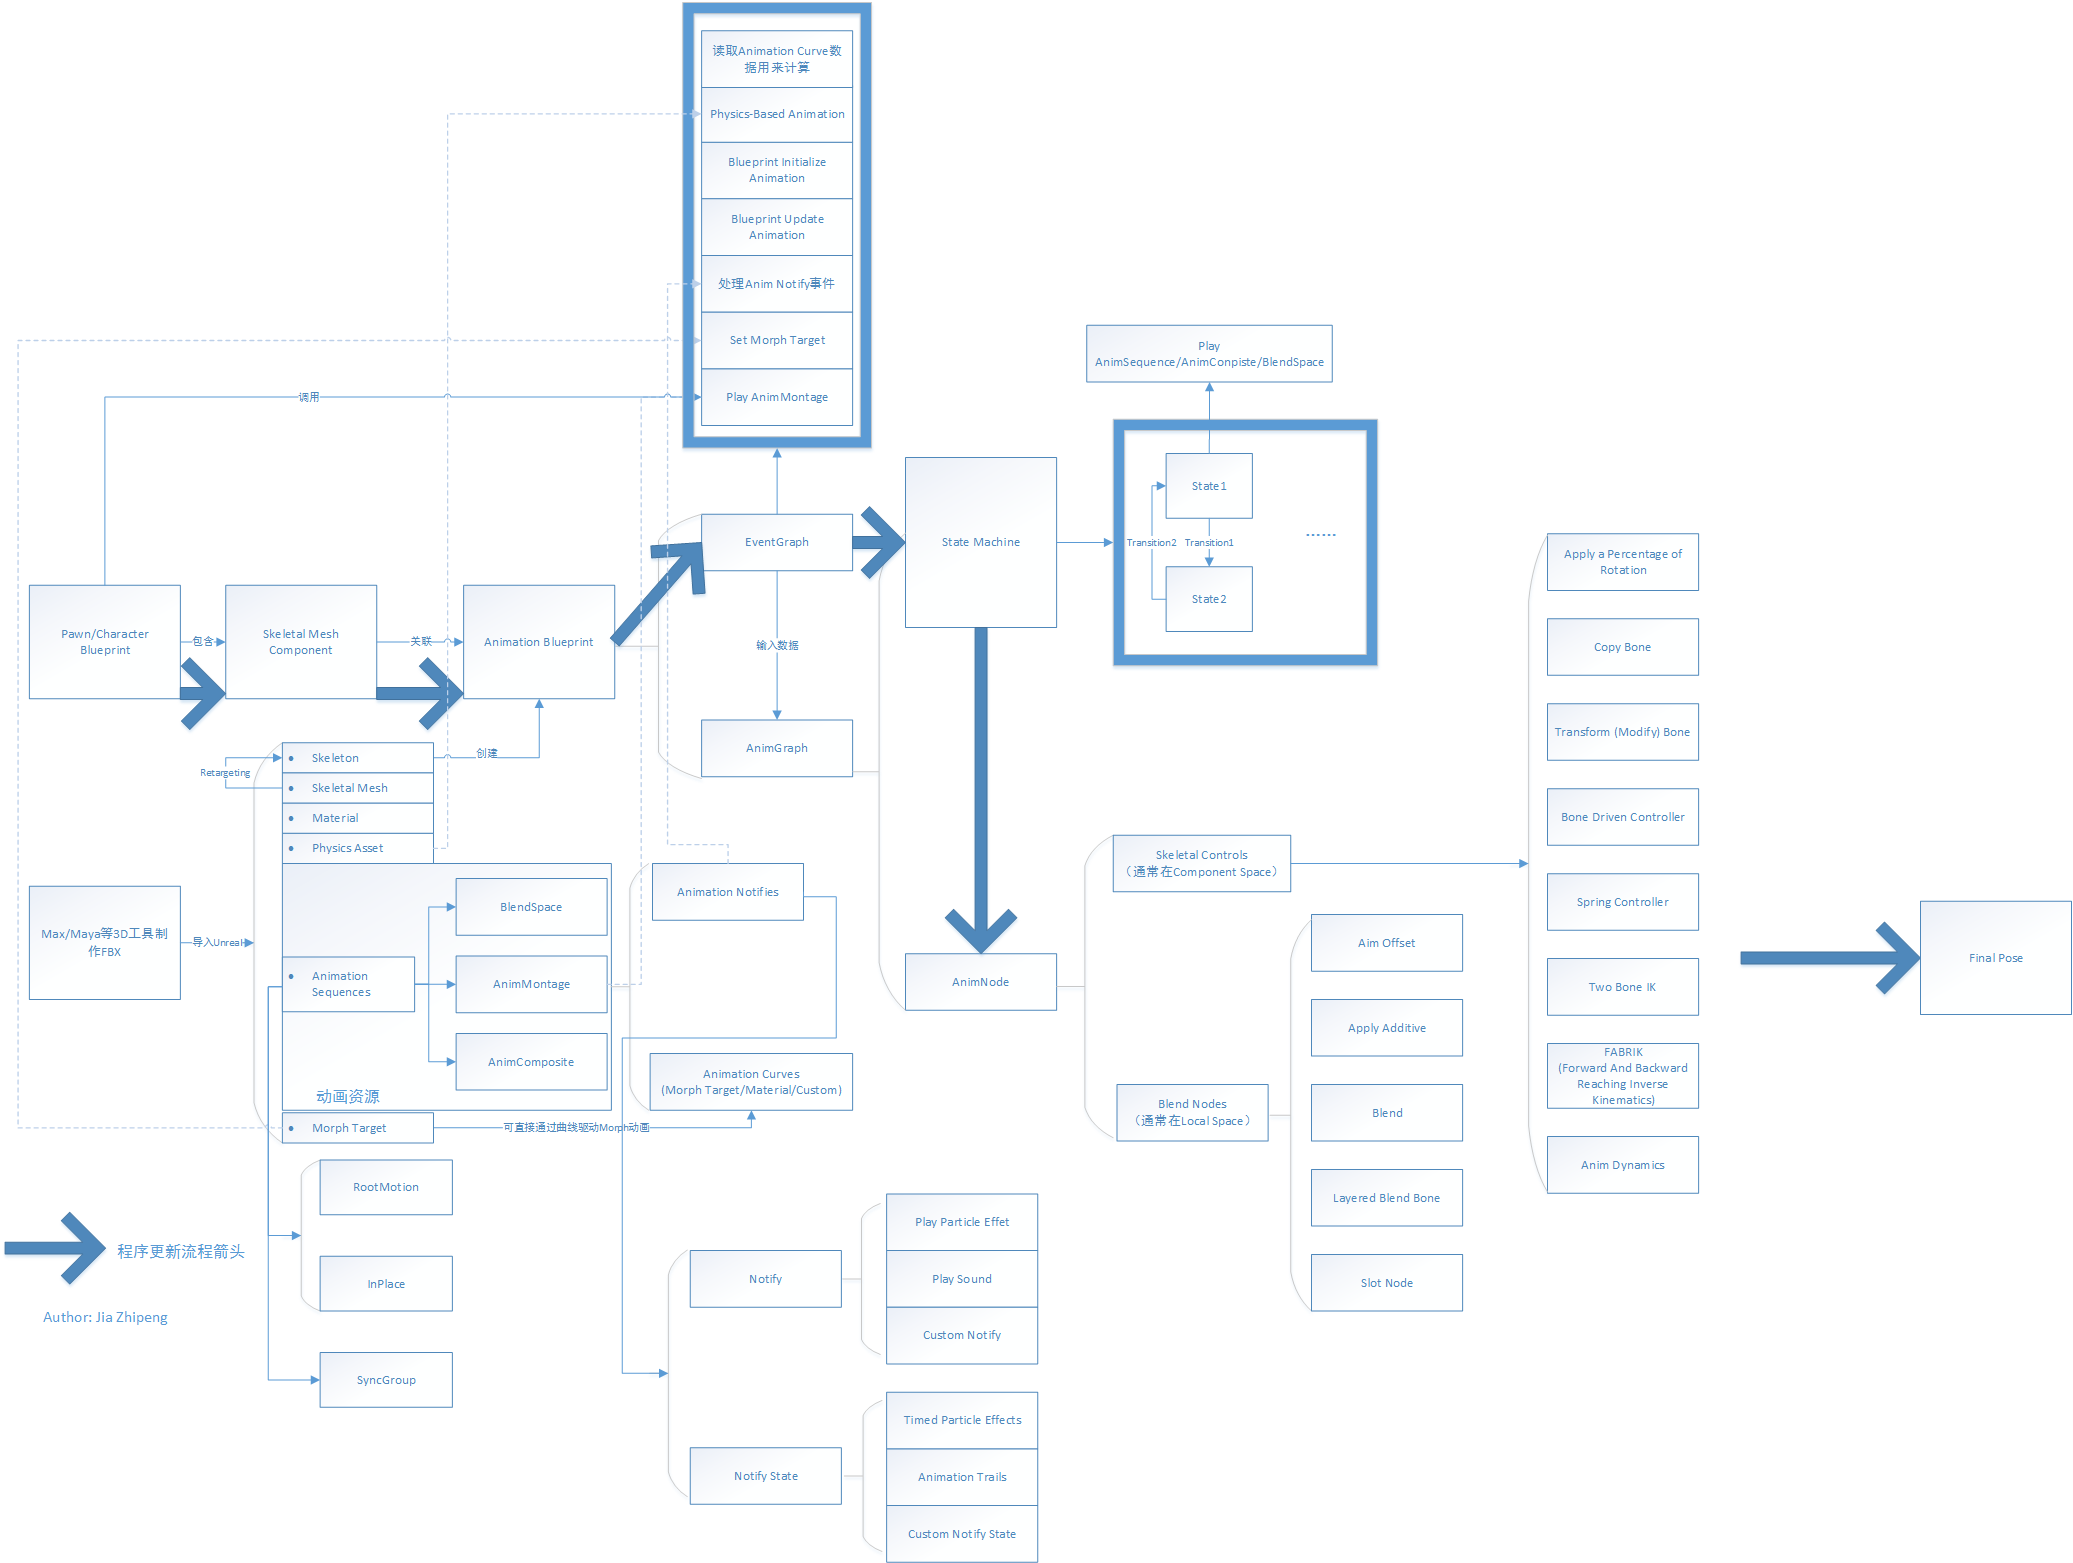 读取Animation Curve数
据用来计算
Physics-Based Animation
Blueprint Initialize
Animation
Blueprint Update
Animation
处理Anim Notify事件
Set Morph Target
Play AnimMontage
调用
Play
AnimSequence/AnimConpiste/BlendSpace
State1
Transition2
Transition1
......
State2
EventGraph
State Machine
输入数据
AnimGraph
Pawn/Character
Blueprint
包含
Skeletal Mesh
Component
关联
Animation Blueprint
创建
Retargeting
• Skeleton
• Skeletal Mesh
• Material
• Physics Asset
Max/Maya等3D工具制
作FBX
导入Unreal
• Animation
Sequences
BlendSpace
AnimMontage
AnimComposite
动画资源
• Morph Target
可直接通过曲线驱动Morph动画
Animation Notifies
Animation Curves
(Morph Target/Material/Custom)
AnimNode
Skeletal Controls
（通常在Component Space）
Blend Nodes
（通常在Local Space）
Aim Offset
Apply Additive
Blend
Layered Blend Bone
Slot Node
Apply a Percentage of
Rotation
Copy Bone
Transform (Modify) Bone
Bone Driven Controller
Spring Controller
Two Bone IK
FABRIK
(Forward And Backward
Reaching Inverse
Kinematics)
Anim Dynamics
Final Pose
RootMotion
InPlace
SyncGroup
程序更新流程箭头
Author: Jia Zhipeng
Notify
Play Particle Effet
Play Sound
Custom Notify
Notify State
Timed Particle Effects
Animation Trails
Custom Notify State